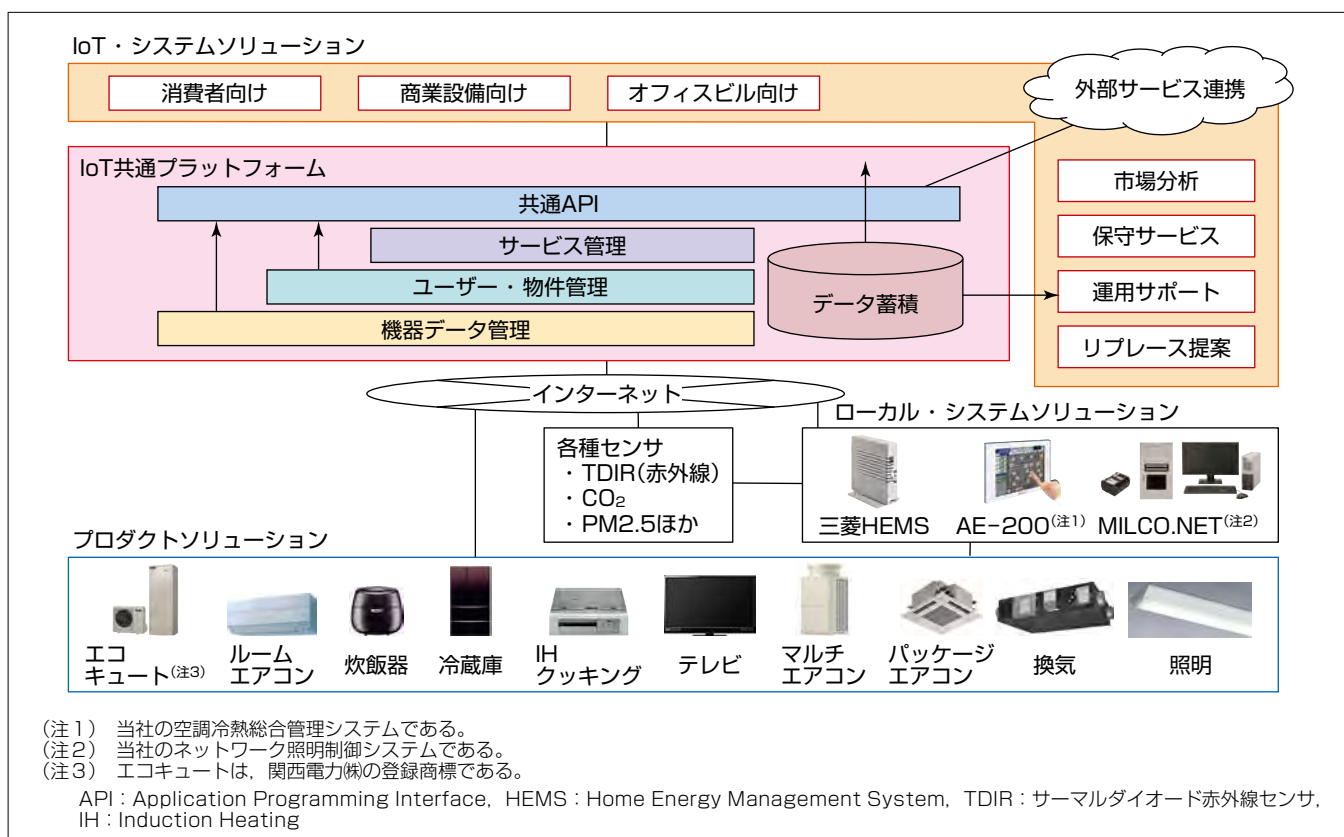 IoT・システムソリューション
消費者向け
商業設備向け
オフィスビル向け
外部サービス連携
IoT共通プラットフォーム
共通API
サービス管理
ユーザー・物件管理
機器データ管理
データ蓄積
市場分析
保守サービス
運用サポート
リプレース提案
インターネット
ローカル・システムソリューション
各種センサ
・TDIR(赤外線)
・CO₂
・PM2.5ほか
三菱HEMS
AE-200(注1)
MILCO.NET(注2)
プロダクトソリューション
エコ
キュート(注3)
ルーム
エアコン
炊飯器
冷蔵庫
IH
クッキング
テレビ
マルチ
エアコン
パッケージ
エアコン
換気
照明
(注1) 当社の空調冷熱総合管理システムである。
(注2) 当社のネットワーク照明制御システムである。
(注3) エコキュートは，関西電力㈱の登録商標である。
API：Application Programming Interface，HEMS：Home Energy Management System，TDIR：サーマルダイオード赤外線センサ，
IH：Induction Heating